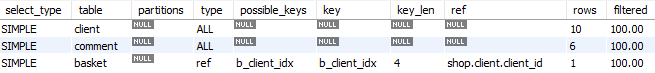 select_type table partitions type possible_keys key key_len ref rows filtered
SIMPLE client NULL ALL NULL NULL NULL NULL 10 100.00
SIMPLE comment NULL ALL NULL NULL NULL NULL 6 100.00
SIMPLE basket NULL ref b_client_idx b_client_idx 4 shop.client.client_id 1 100.00